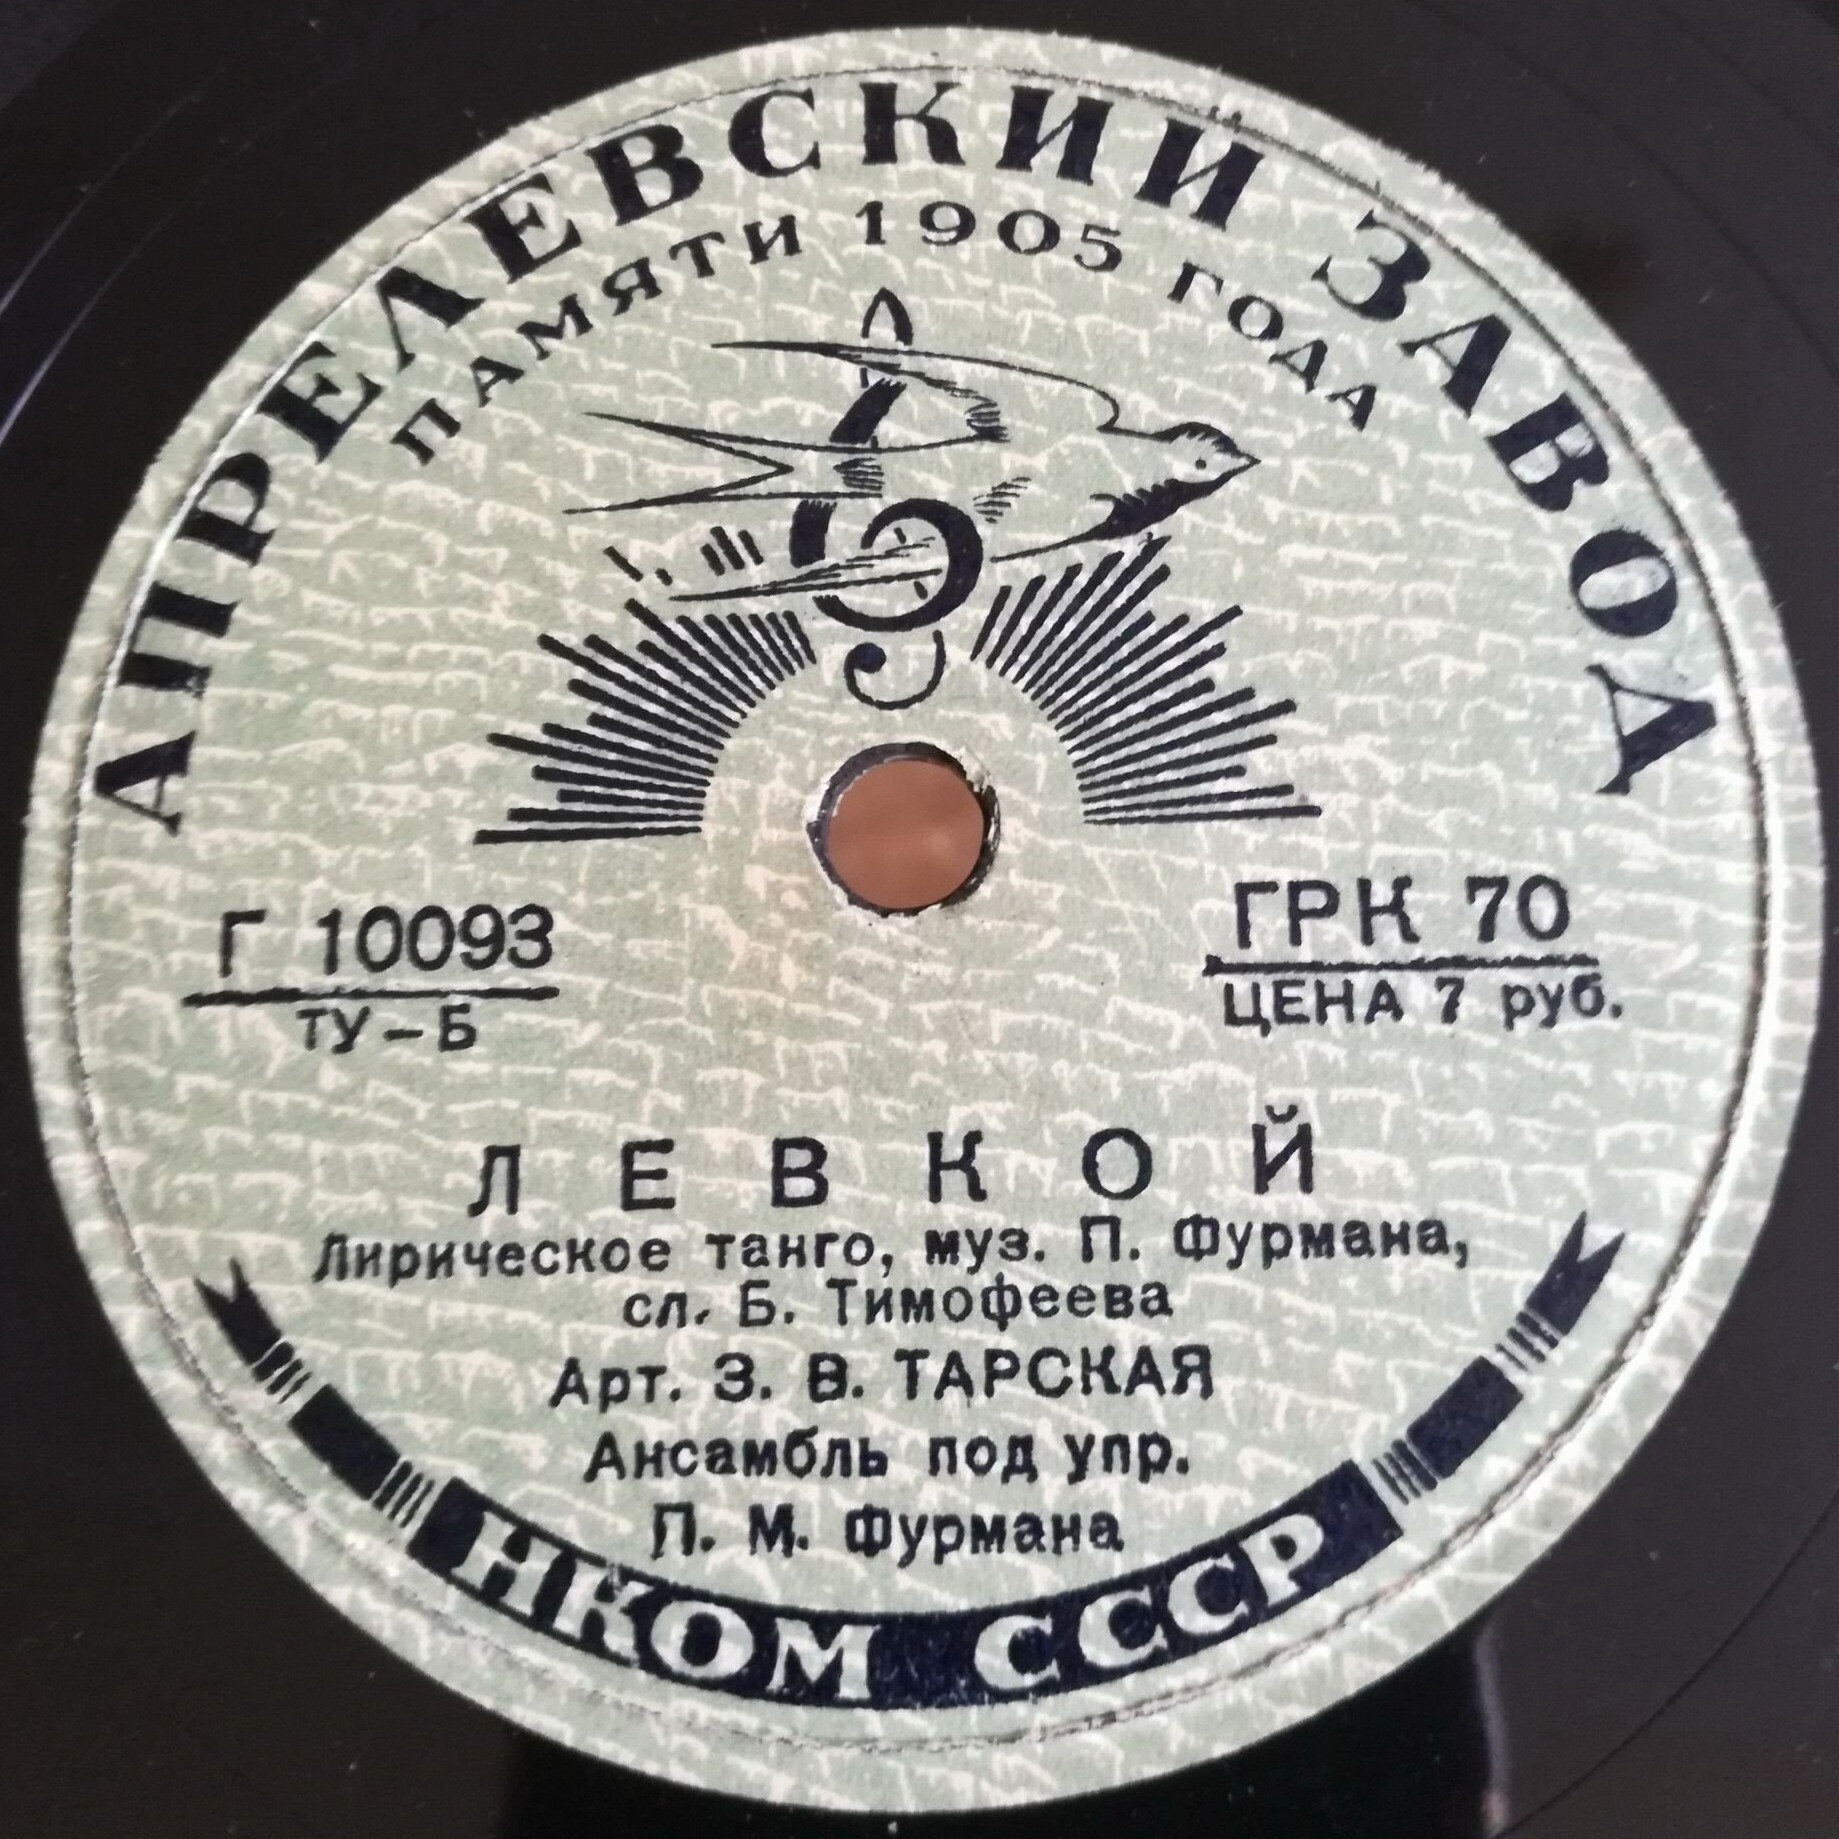 АПРЕЛЕВСКИЙ ЗАВОД
ПАМЯТИ 1905 ГОДА
Г 10093
ТУ-Б
ГРК 70
ЦЕНА 7 руб.
ЛЕВКОЙ
Лирическое танго, муз. П. Фурмана,
сл. Б. Тимофеева
Арт. З. В. ТАРСКАЯ
Ансамбль под упр.
П. М. Фурмана
НКОМ СССР